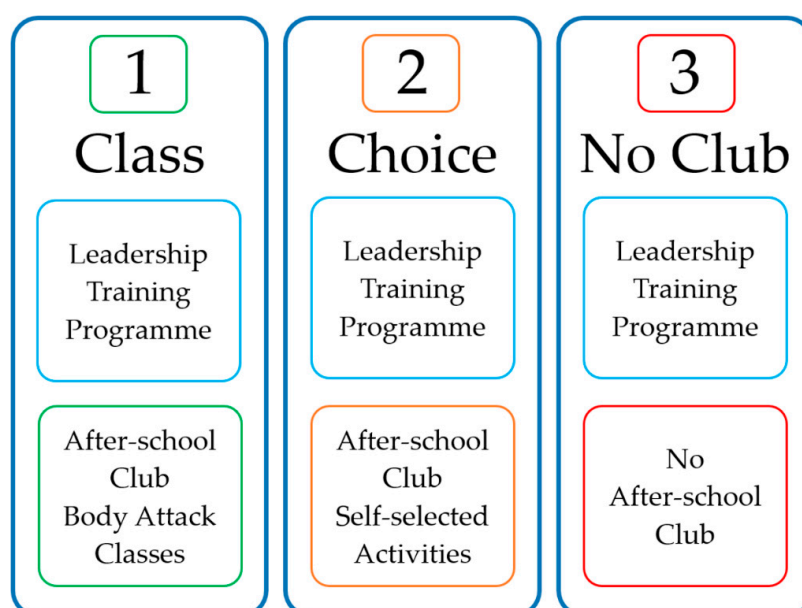 1
Class
Leadership
Training
Programme
After-school
Club
Body Attack
Classes
2
Choice
Leadership
Training
Programme
After-school
Club
Self-selected
Activities
3
No Club
Leadership
Training
Programme
No
After-school
Club